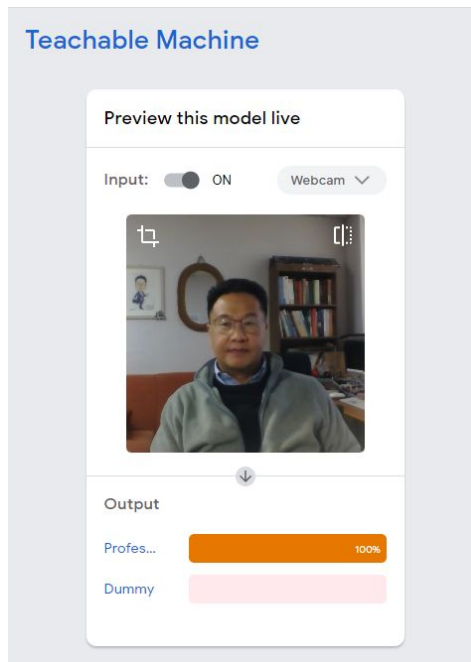 Teachable Machine
Preview this model live
Input: ON Webcam
Output
Profes... 100%
Dummy